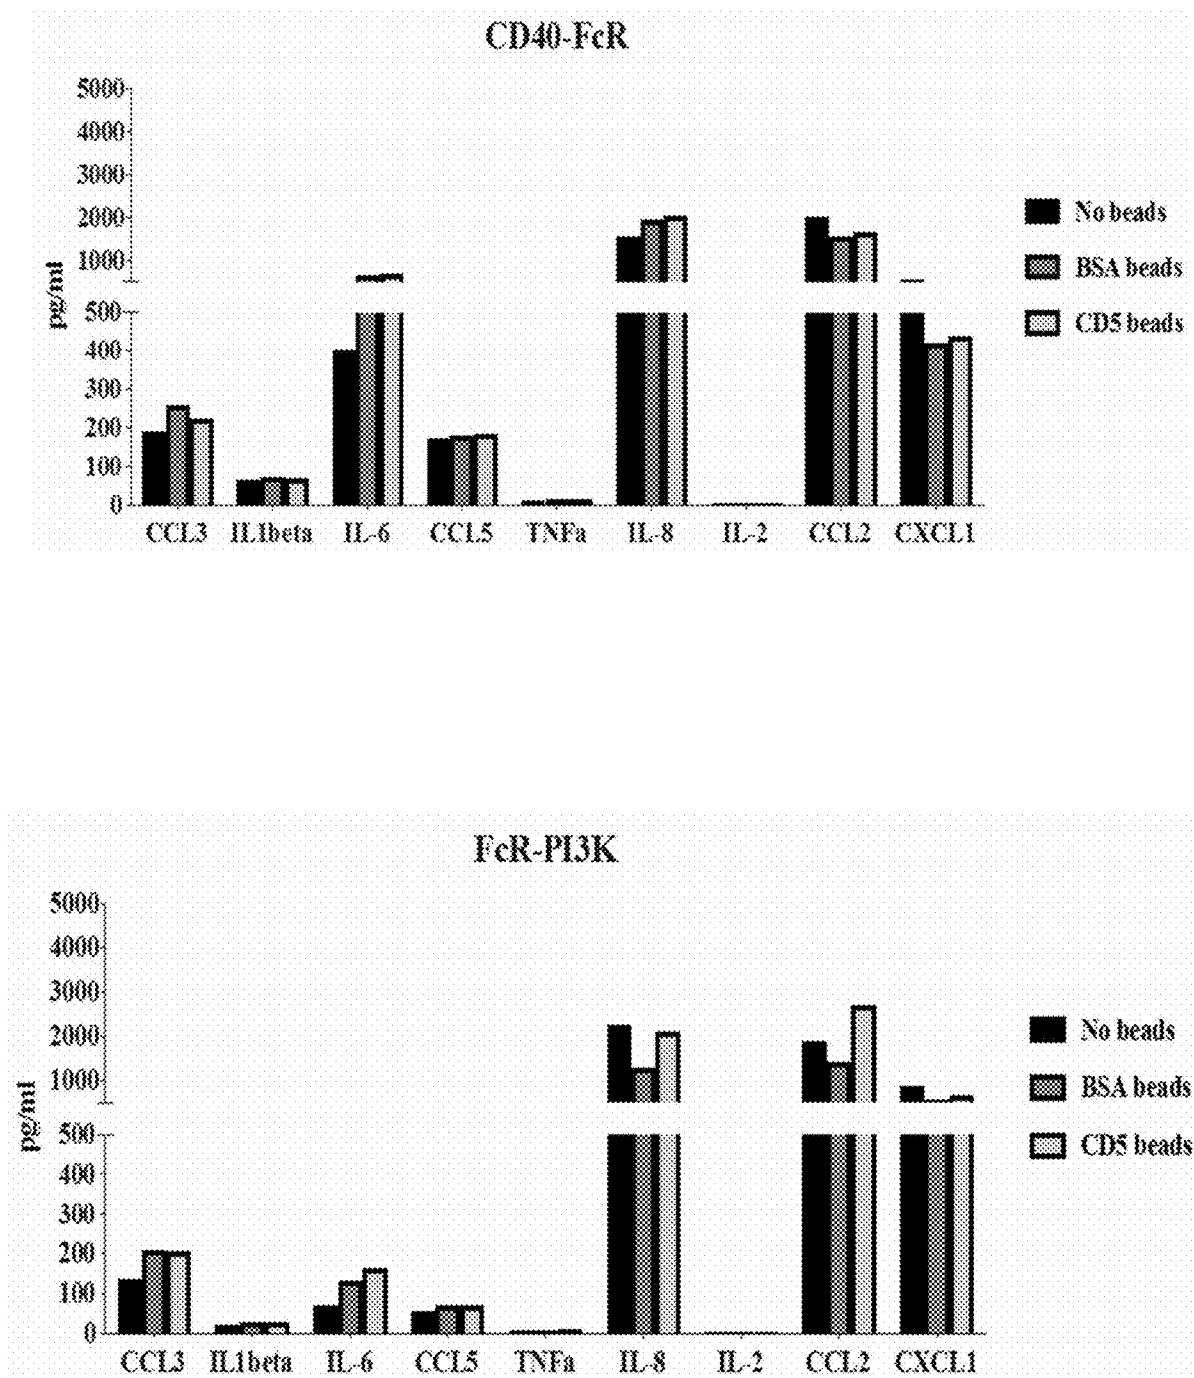 CD40-FcR
5000
4000
3000
2000
1000
500
400
300
200
100
0
pg/ml
CCL3 IL1beta IL-6 CCL5 TNFa IL-8 IL-2 CCL2 CXCL1
No beads
BSA beads
CD5 beads
FcR-PI3K
5000
4000
3000
2000
1000
500
400
300
200
100
0
pg/ml
CCL3 IL1beta IL-6 CCL5 TNFa IL-8 IL-2 CCL2 CXCL1
No beads
BSA beads
CD5 beads